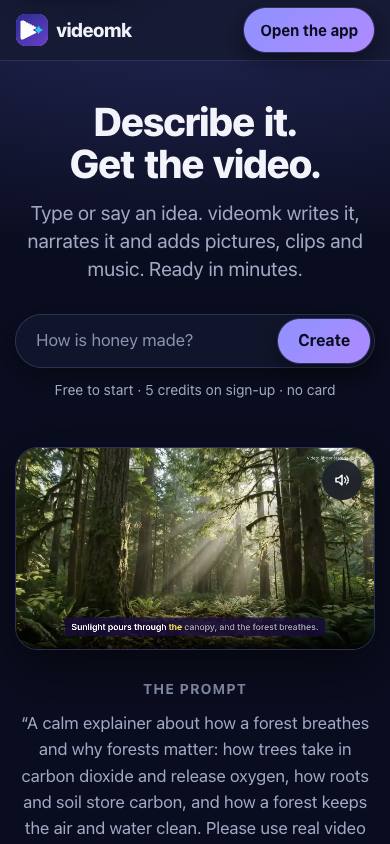 videomk
Open the app
Describe it.
Get the video.
Type or say an idea. videomk writes it,
narrates it and adds pictures, clips and
music. Ready in minutes.
How is honey made?
Create
Free to start · 5 credits on sign-up · no card
Sunlight pours through the canopy, and the forest breathes.
THE PROMPT
“A calm explainer about how a forest breathes
and why forests matter: how trees take in
carbon dioxide and release oxygen, how roots
and soil store carbon, and how a forest keeps
the air and water clean. Please use real video